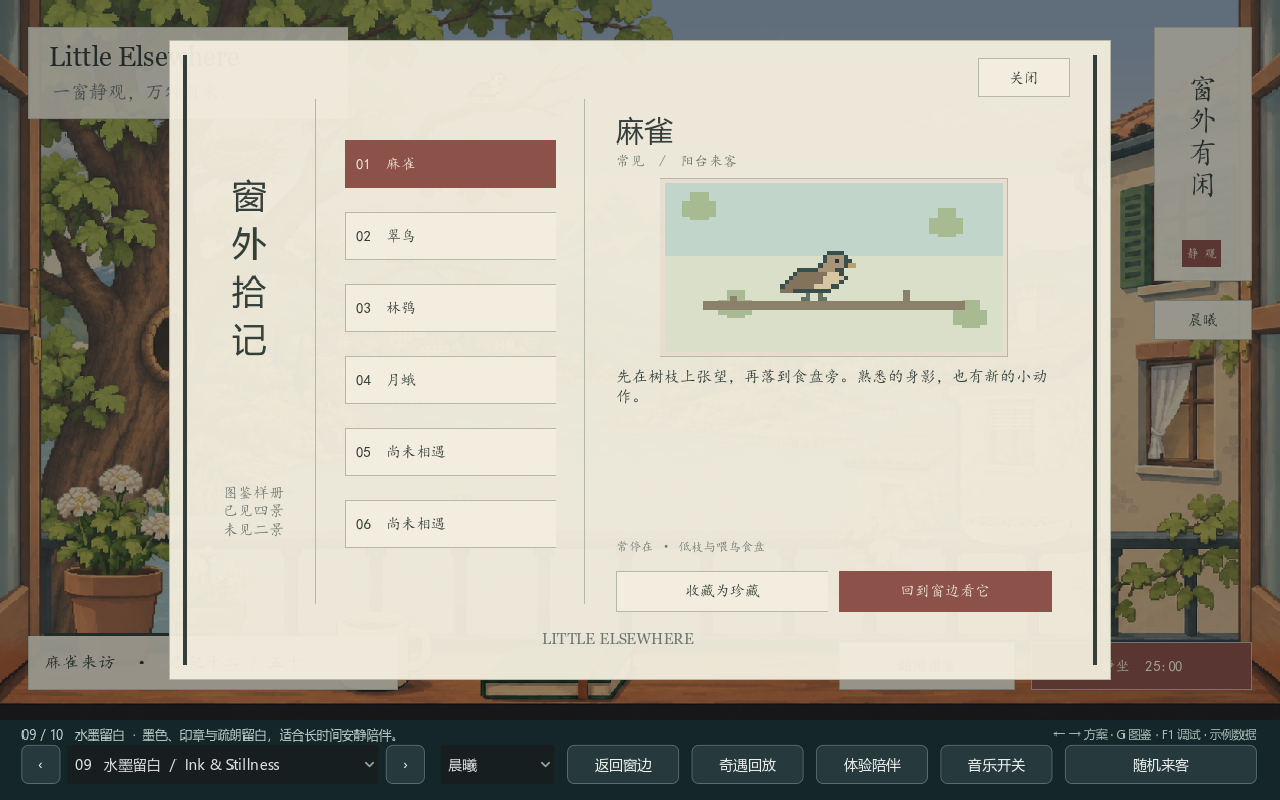 Little Elsewhere
一窗静观，万
关闭
窗外拾记
图鉴样册
已见四景
未见二景
01 麻雀
02 翠鸟
03 林鸮
04 月蛾
05 尚未相遇
06 尚未相遇
麻雀
常见 / 阳台来客
先在树枝上张望，再落到食盘旁。熟悉的身影，也有新的小动
作。
常停在 • 低枝与喂鸟食盘
收藏为珍藏
回到窗边看它
LITTLE ELSEWHERE
窗外有闲
静观
晨曦
麻雀来访 •
坐 25:00
09 / 10 水墨留白 · 墨色、印章与疏朗留白，适合长时间安静陪伴。
← → 方案 · G 图鉴 · F1 调试 · 示例数据
‹
09 水墨留白 / Ink & Stillness
›
晨曦
返回窗边
奇遇回放
体验陪伴
音乐开关
随机来客